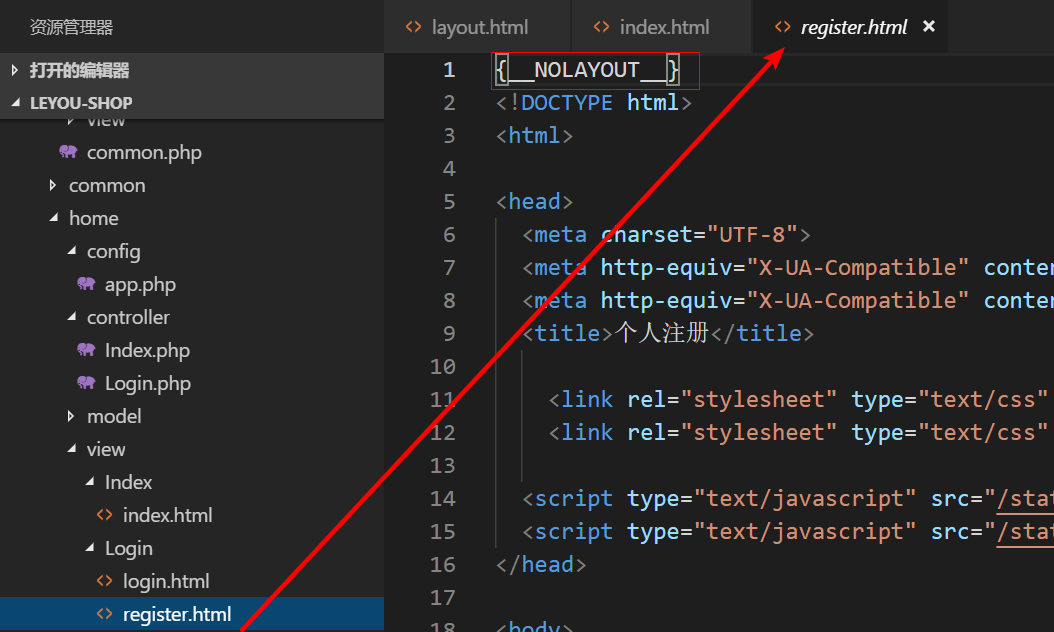 资源管理器
打开的编辑器
LEYOU-SHOP
view
common.php
common
home
config
app.php
controller
Index.php
Login.php
model
view
Index
index.html
Login
login.html
register.html
layout.html index.html register.html ×
1 {__NOLAYOUT__}
2 <!DOCTYPE html>
3 <html>
4
5 <head>
6 <meta charset="UTF-8">
7 <meta http-equiv="X-UA-Compatible" conter
8 <meta http-equiv="X-UA-Compatible" conter
9 <title>个人注册</title>
10
11 <link rel="stylesheet" type="text/css"
12 <link rel="stylesheet" type="text/css"
13
14 <script type="text/javascript" src="/stat
15 <script type="text/javascript" src="/stat
16 </head>
17
18 <body>